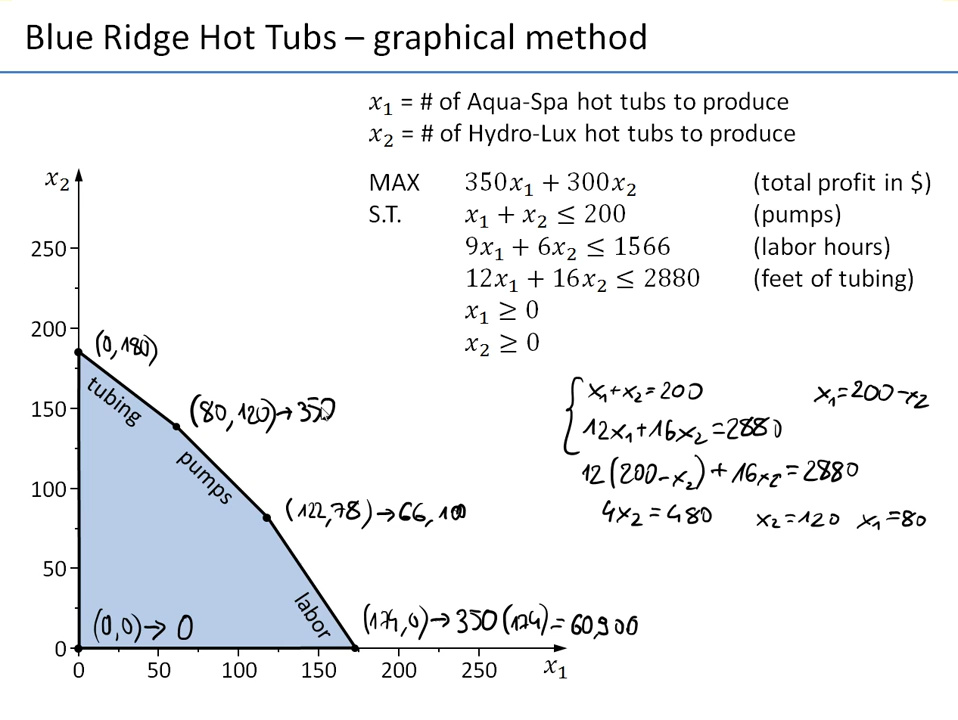 Blue Ridge Hot Tubs – graphical method
x₁ = # of Aqua-Spa hot tubs to produce
x₂ = # of Hydro-Lux hot tubs to produce
MAX 350x₁ + 300x₂ (total profit in $)
S.T. x₁ + x₂ ≤ 200 (pumps)
9x₁ + 6x₂ ≤ 1566 (labor hours)
12x₁ + 16x₂ ≤ 2880 (feet of tubing)
x₁ ≥ 0
x₂ ≥ 0
x₂
250
200
150
100
50
0
0 50 100 150 200 250 x₁
(0,180)
tubing
(80,120)→350
pumps
(122,78)→66,100
labor
(0,0)→0
(174,0)→350(174)=60,900
x₁+x₂=200 x₁=200-x₂
12x₁+16x₂=2880
12(200-x₂)+16x₂=2880
4x₂=480 x₂=120 x₁=80